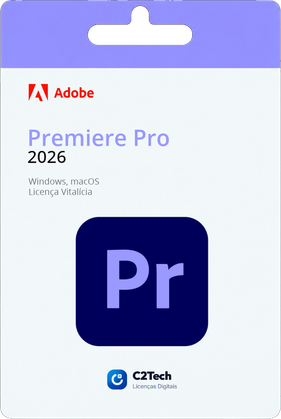 Adobe
Premiere Pro
2026
Windows, macOS
Licença Vitalícia
Pr
C2Tech
Licenças Digitais